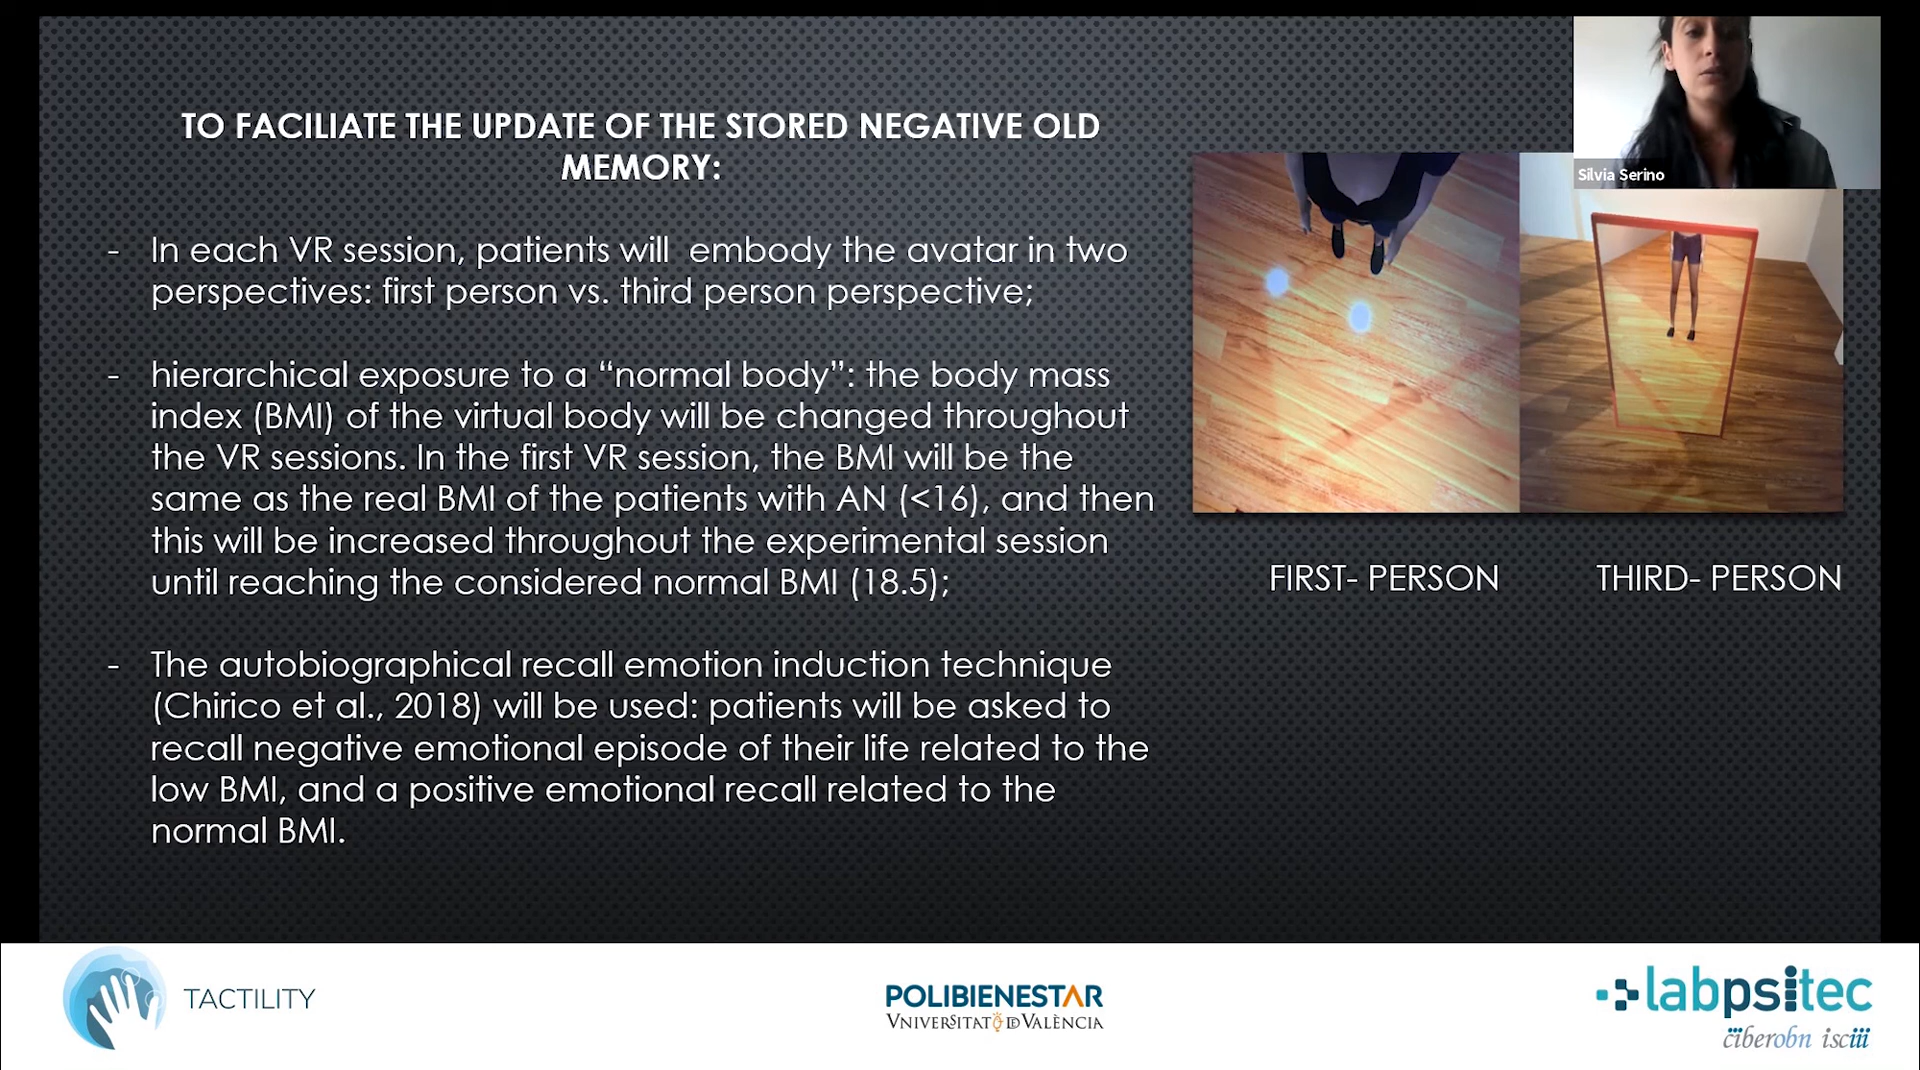 TO FACILIATE THE UPDATE OF THE STORED NEGATIVE OLD
MEMORY:
- In each VR session, patients will embody the avatar in two
perspectives: first person vs. third person perspective;
- hierarchical exposure to a “normal body”: the body mass
index (BMI) of the virtual body will be changed throughout
the VR sessions. In the first VR session, the BMI will be the
same as the real BMI of the patients with AN (<16), and then
this will be increased throughout the experimental session
until reaching the considered normal BMI (18.5);
- The autobiographical recall emotion induction technique
(Chirico et al., 2018) will be used: patients will be asked to
recall negative emotional episode of their life related to the
low BMI, and a positive emotional recall related to the
normal BMI.
Silvia Serino
FIRST- PERSON
THIRD- PERSON
TACTILITY
POLIBIENESTAR
VNIVERSITAT DE VALÈNCIA
labpsitec
ciberobn isciii